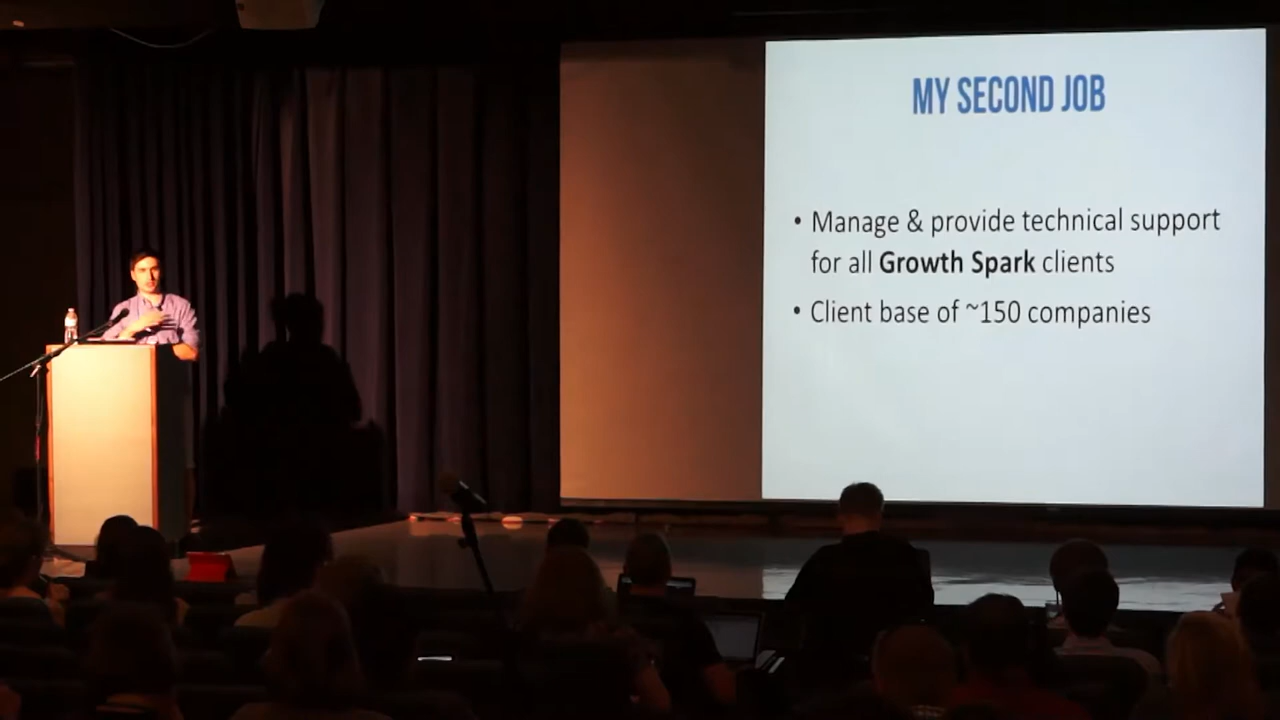 MY SECOND JOB
• Manage & provide technical support
for all Growth Spark clients
• Client base of ~150 companies